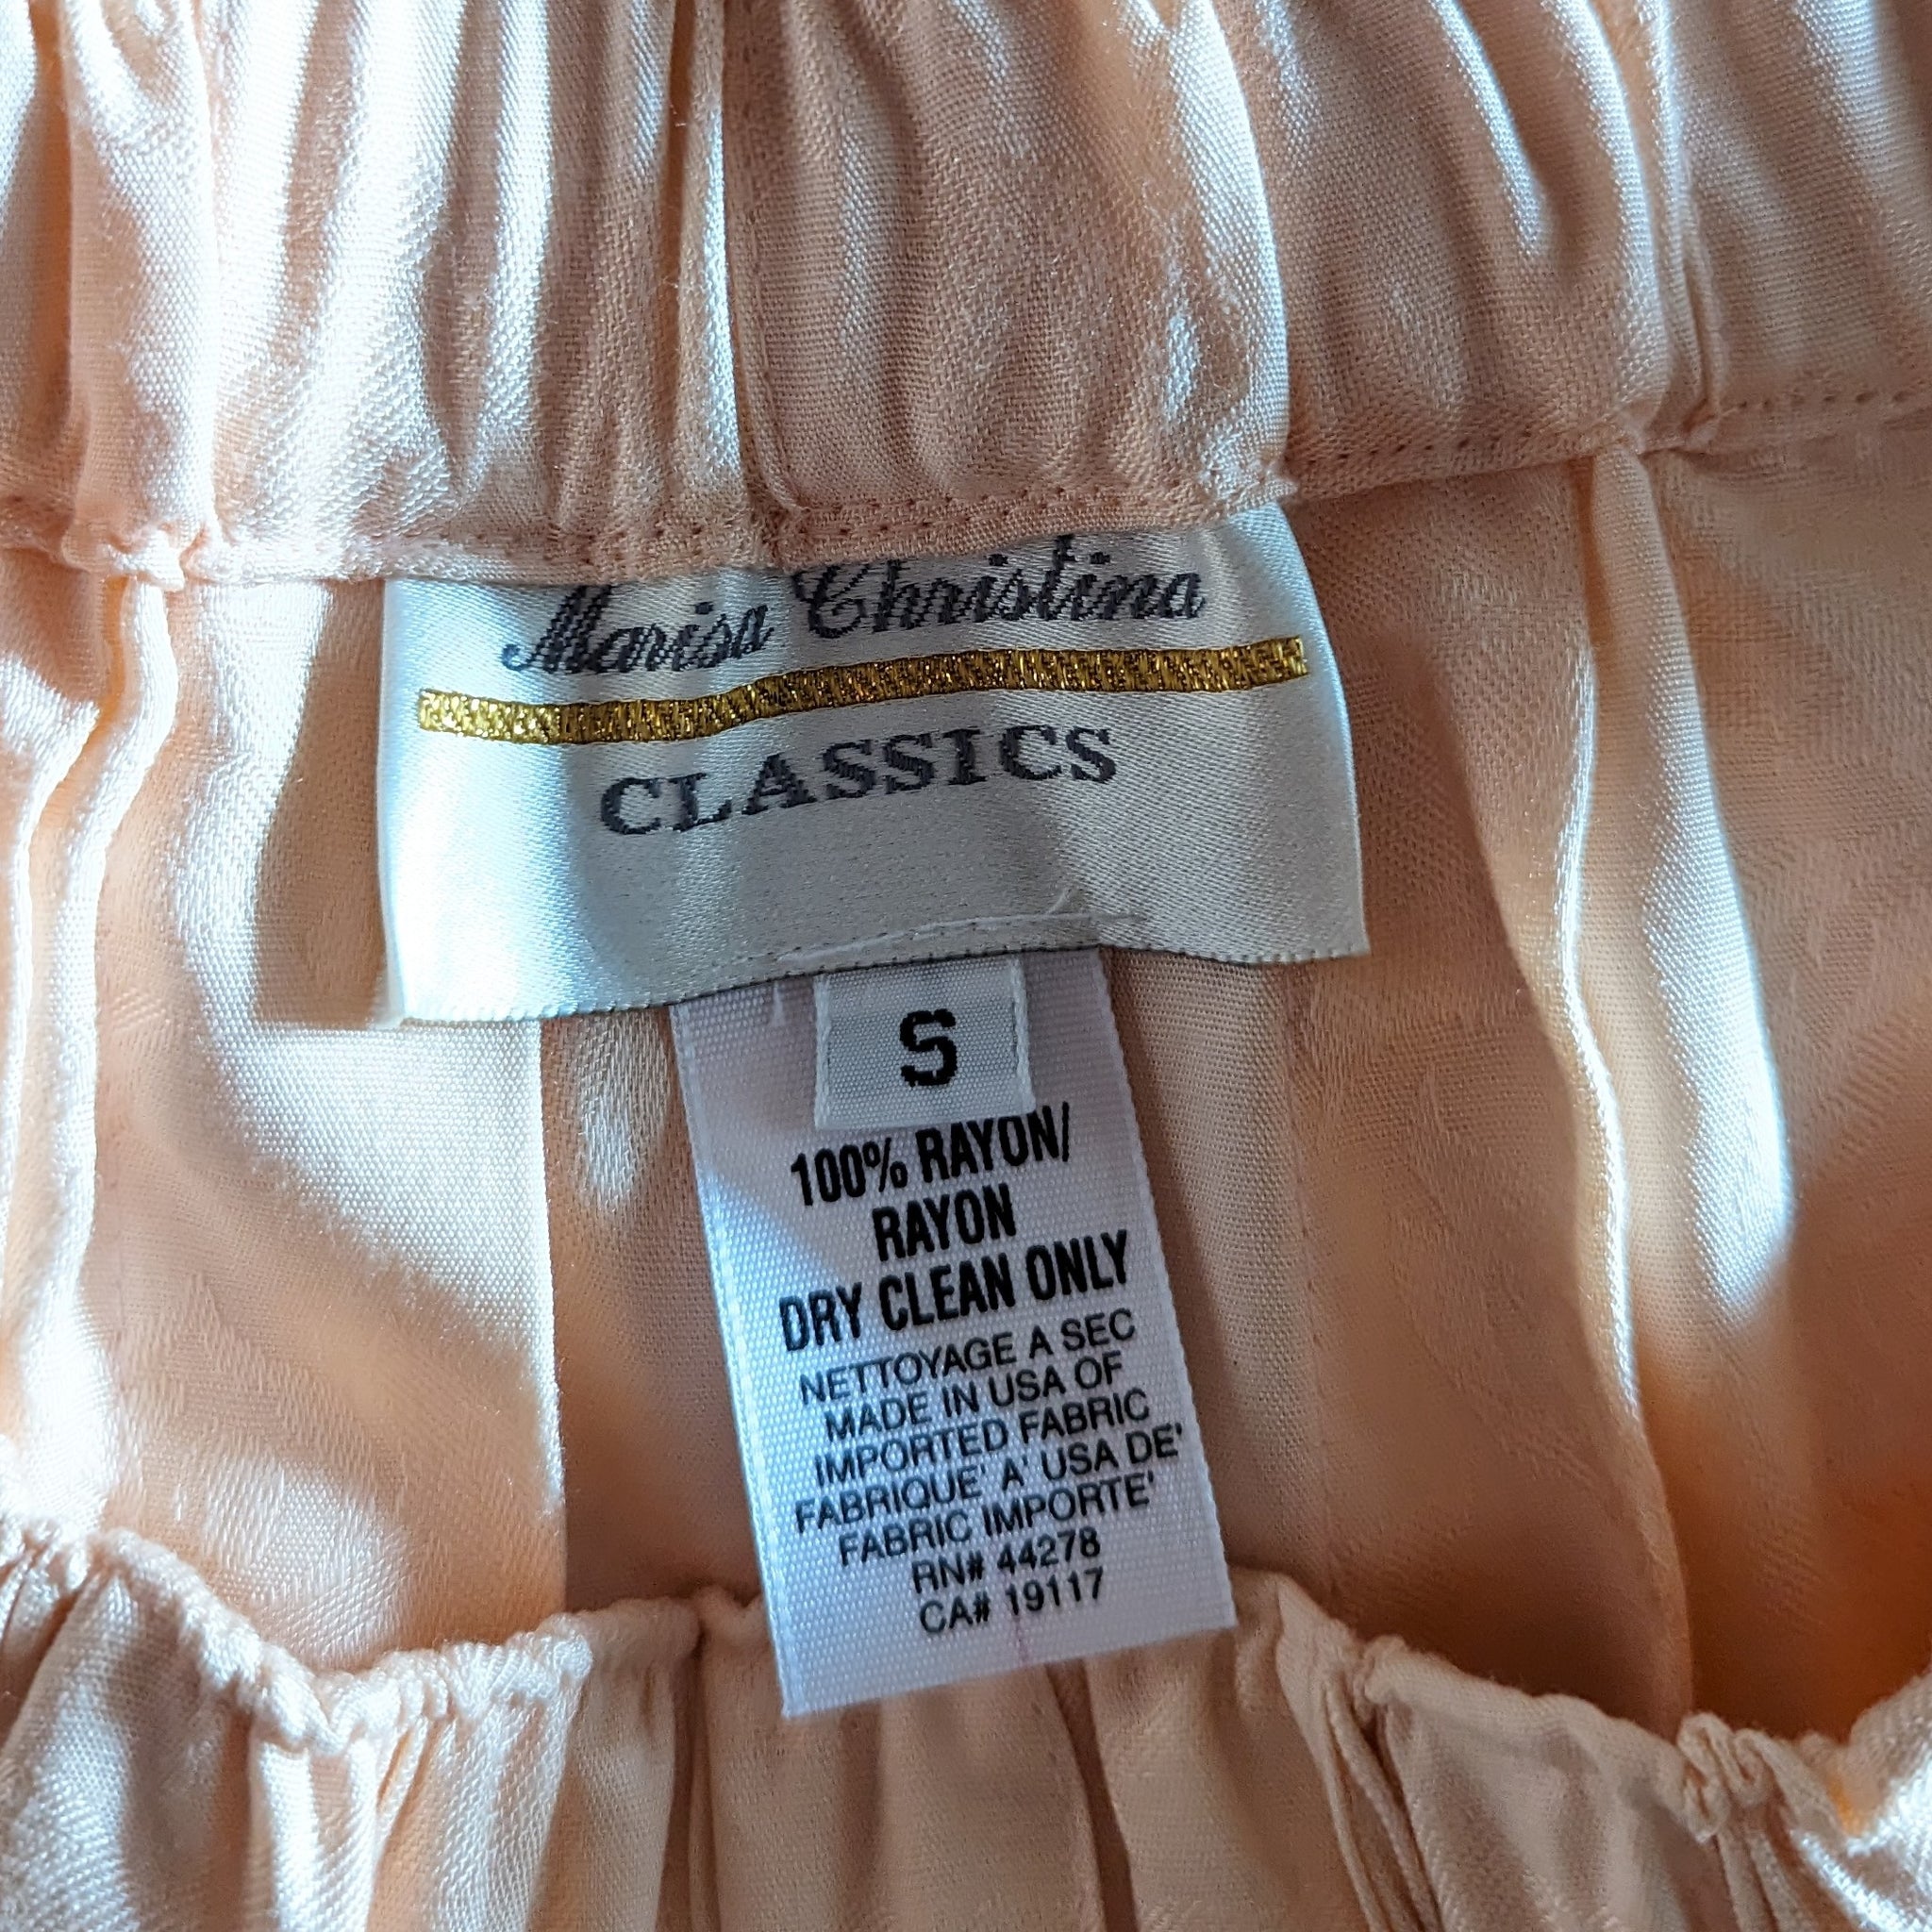 Marisa Christina
CLASSICS
S
100% RAYON/
RAYON
DRY CLEAN ONLY
NETTOYAGE A SEC
MADE IN USA OF
IMPORTED FABRIC
FABRIQUE' A' USA DE'
FABRIC IMPORTE'
RN# 44278
CA# 19117